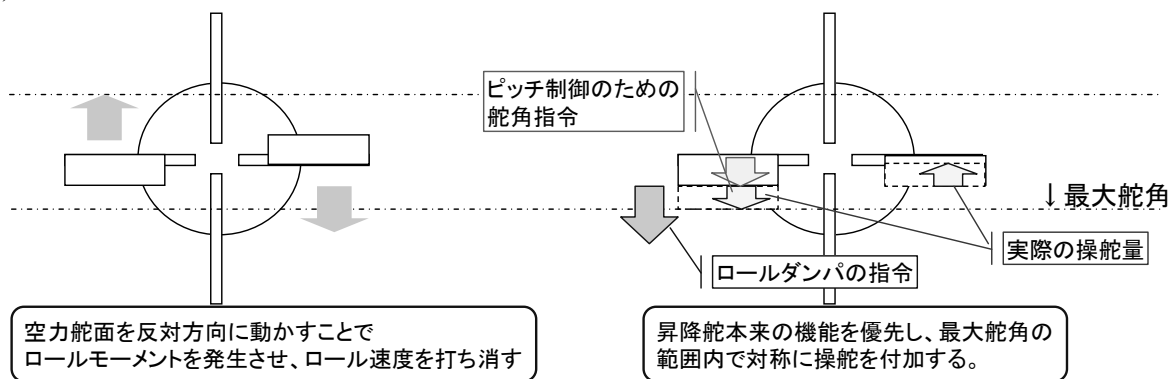 ピッチ制御のための
舵角指令
↓最大舵角
実際の操舵量
ロールダンパの指令
空力舵面を反対方向に動かすことで
ロールモーメントを発生させ、ロール速度を打ち消す
昇降舵本来の機能を優先し、最大舵角の
範囲内で対称に操舵を付加する。